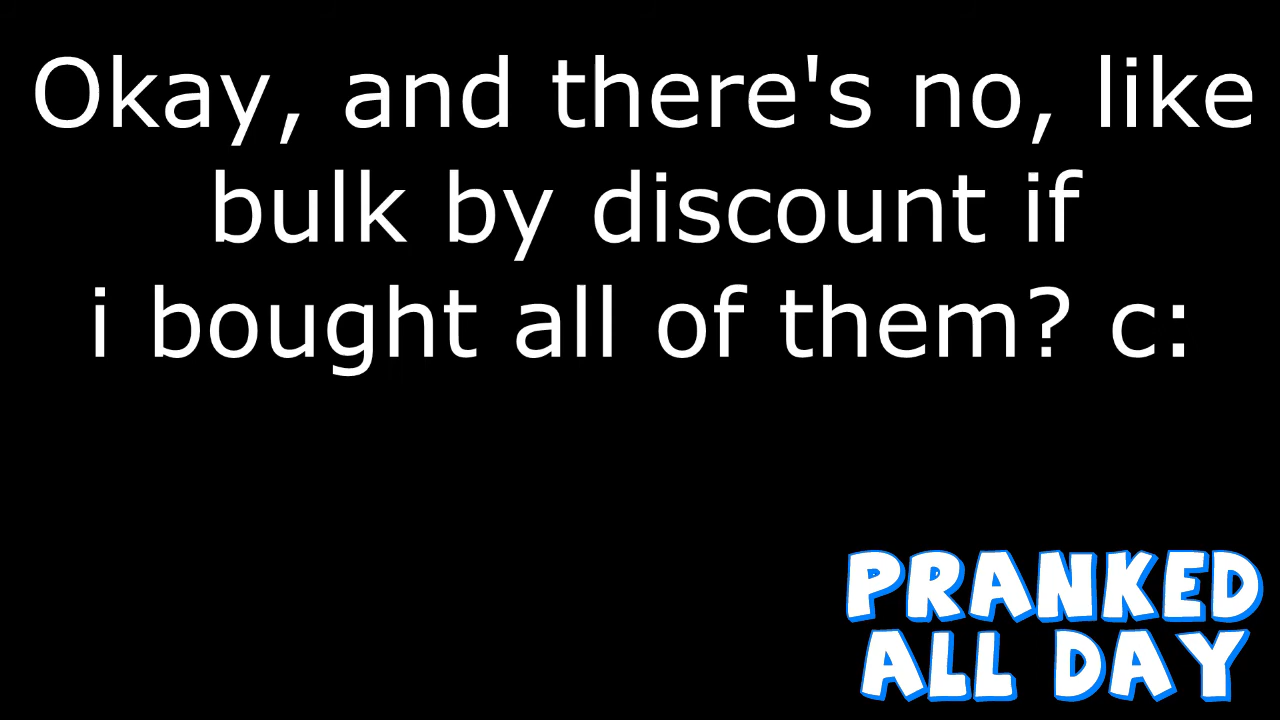 Okay, and there's no, like
bulk by discount if
i bought all of them? c:
PRANKED
ALL DAY